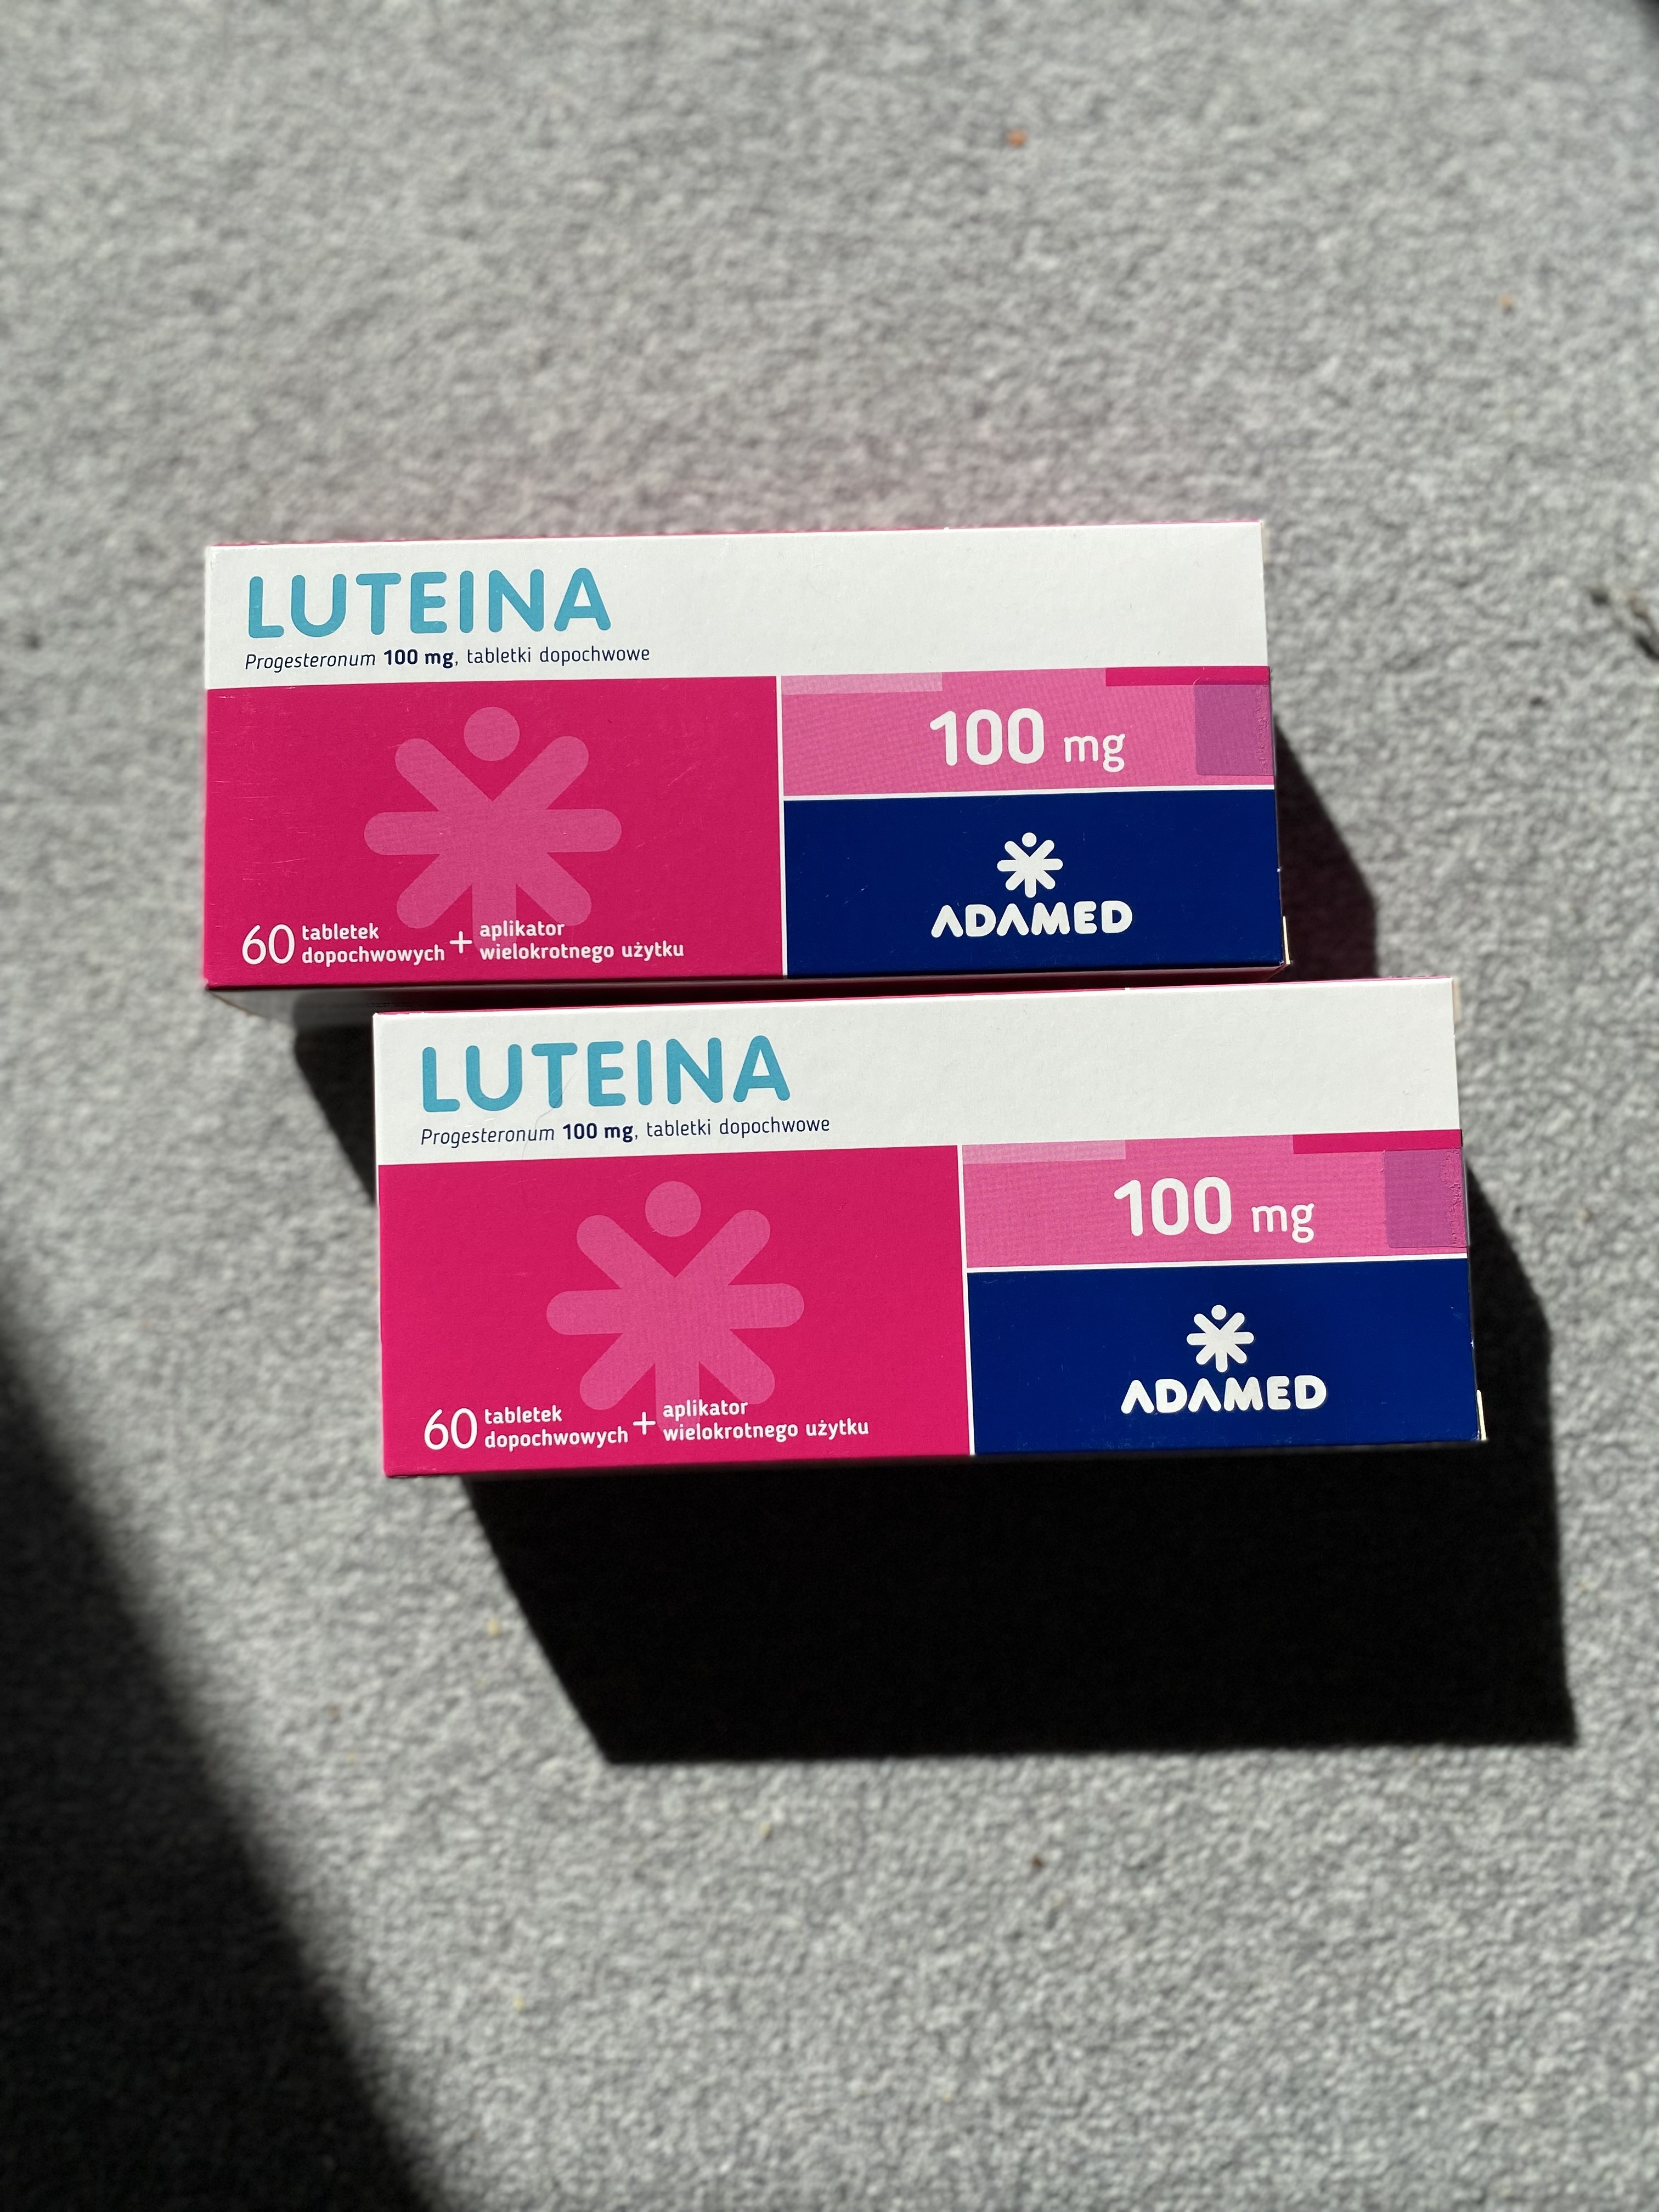 LUTEINA
Progesteronum 100 mg, tabletki dopochwowe
100 mg
ADAMED
60 tabletek dopochwowych + aplikator wielokrotnego użytku
LUTEINA
Progesteronum 100 mg, tabletki dopochwowe
100 mg
ADAMED
60 tabletek dopochwowych + aplikator wielokrotnego użytku